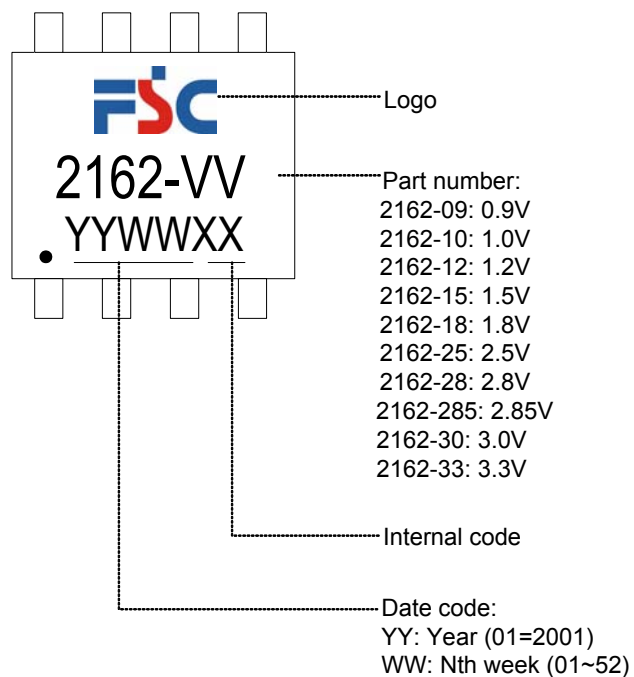 FSC
Logo
2162-VV
YYWWXX
Part number:
2162-09: 0.9V
2162-10: 1.0V
2162-12: 1.2V
2162-15: 1.5V
2162-18: 1.8V
2162-25: 2.5V
2162-28: 2.8V
2162-285: 2.85V
2162-30: 3.0V
2162-33: 3.3V
Internal code
Date code:
YY: Year (01=2001)
WW: Nth week (01~52)